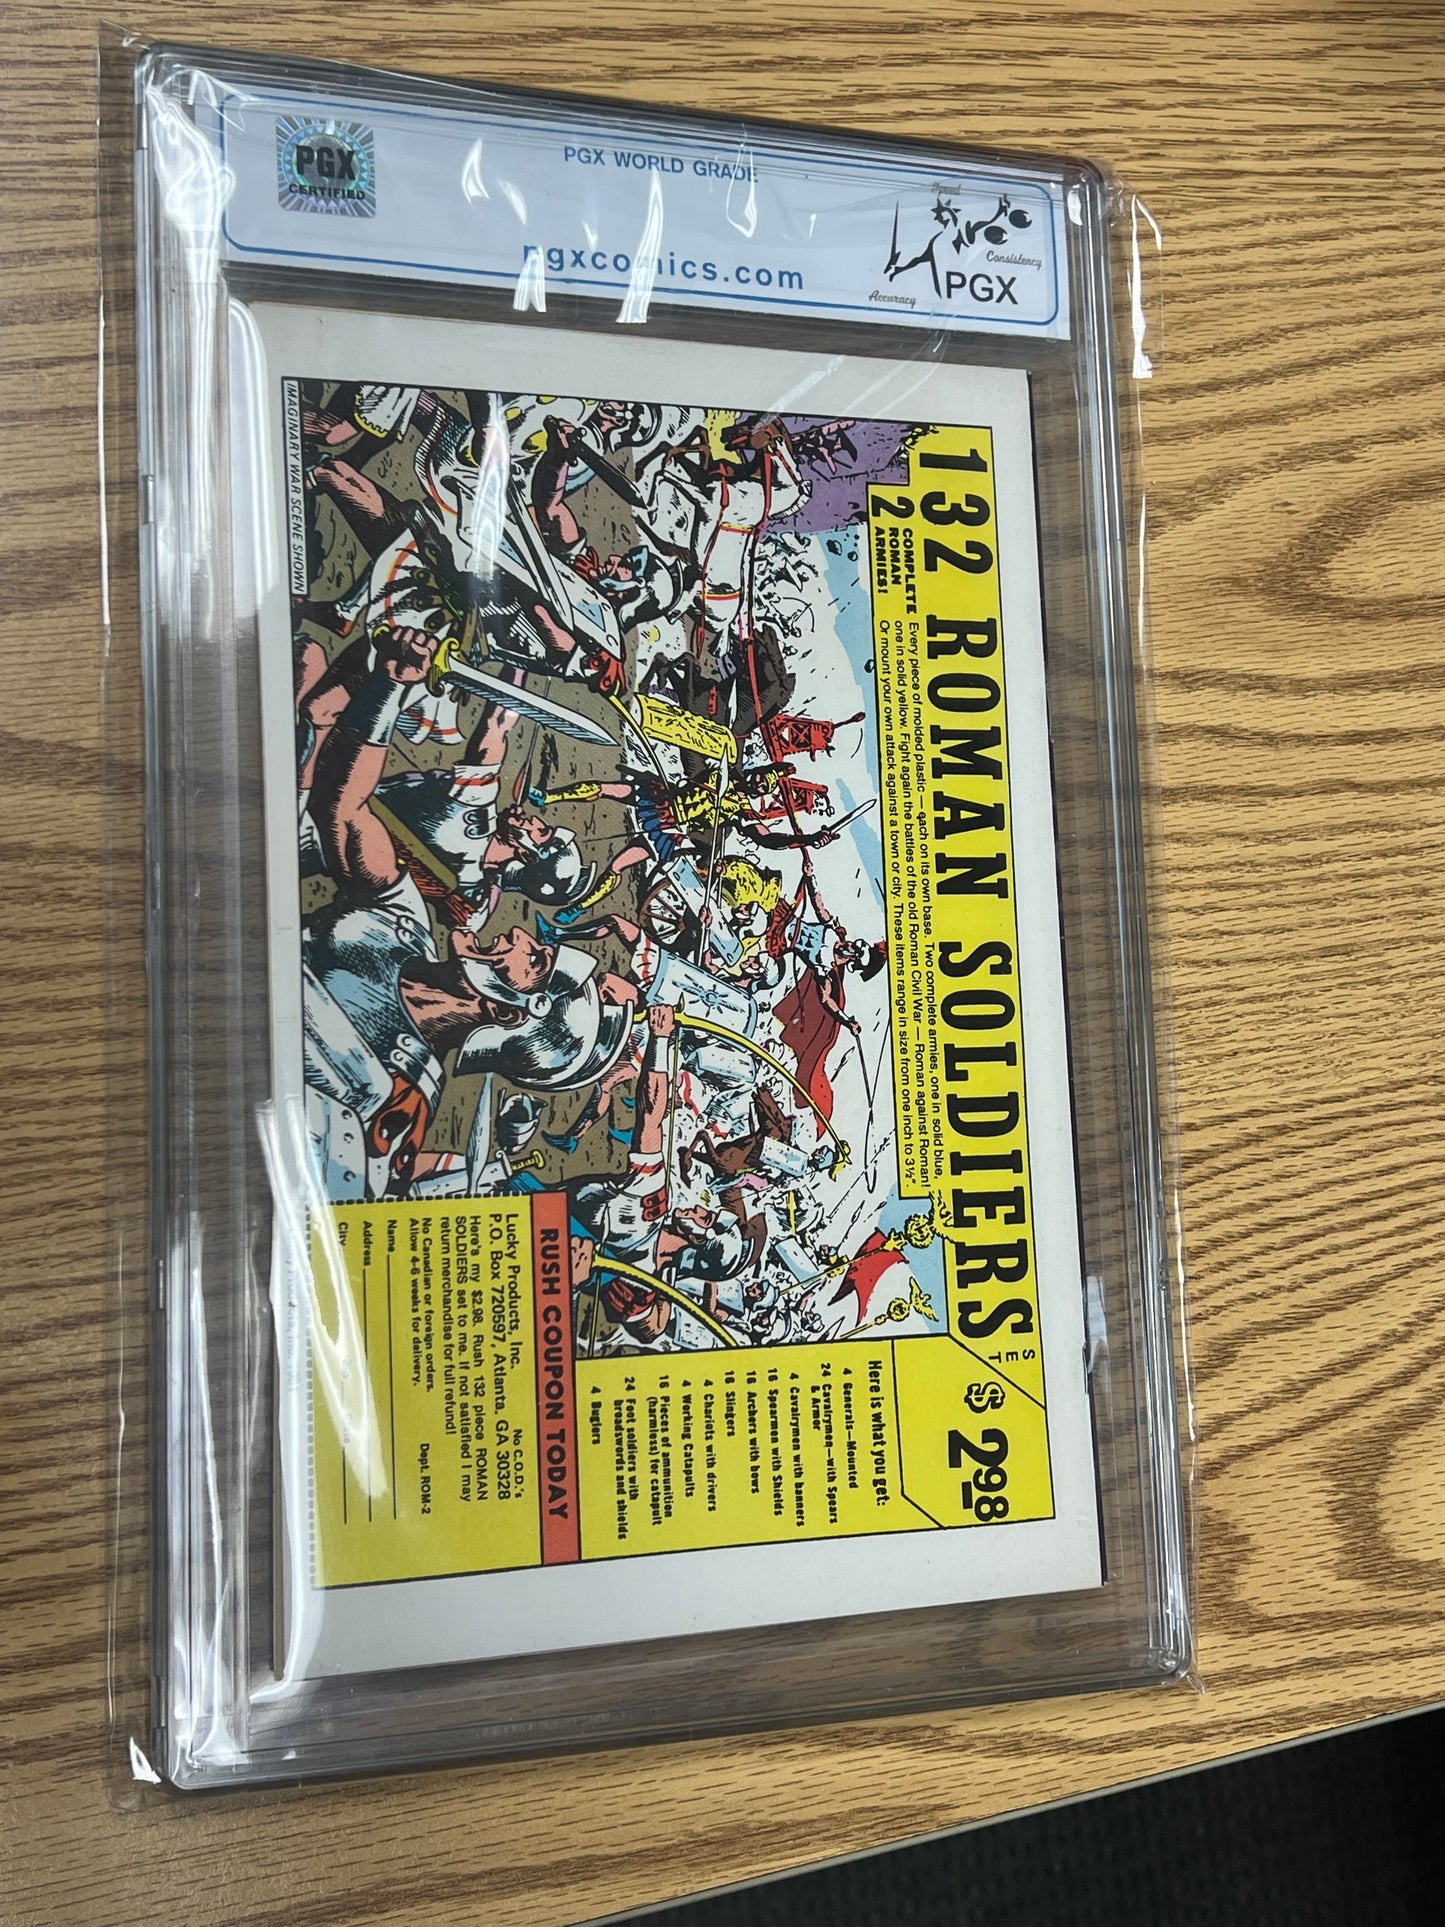 PGX
CERTIFIED
PGX WORLD GRADE
pgxcomics.com
Speed
Consistency
Accuracy
PGX
132 ROMAN SOLDIERS
SET
$298
2 COMPLETE
ROMAN
ARMIES!
Every piece of molded plastic — each on its own base. Two complete armies, one in solid blue,
one in solid yellow. Fight again the battles of the old Roman Civil War — Roman against Roman!
Or mount your own attack against a town or city. These items range in size from one inch to 3½".
Here is what you get:
4 Generals—Mounted
24 Cavalrymen—with Spears
& Armor
4 Cavalrymen with banners
16 Spearmen with Shields
16 Archers with bows
16 Slingers
4 Chariots with drivers
4 Working Catapults
16 Pieces of ammunition
(harmless) for catapult
24 Foot soldiers with
broadswords and shields
4 Buglers
RUSH COUPON TODAY
Lucky Products, Inc. No C.O.D.'s
P.O. Box 720597, Atlanta, GA 30328
Here's my $2.98. Rush 132 piece ROMAN
SOLDIERS set to me. If not satisfied I may
return merchandise for full refund!
No Canadian or foreign orders. Dept. ROM-2
Allow 4-6 weeks for delivery.
Name
Address
City
IMAGINARY WAR SCENE SHOWN